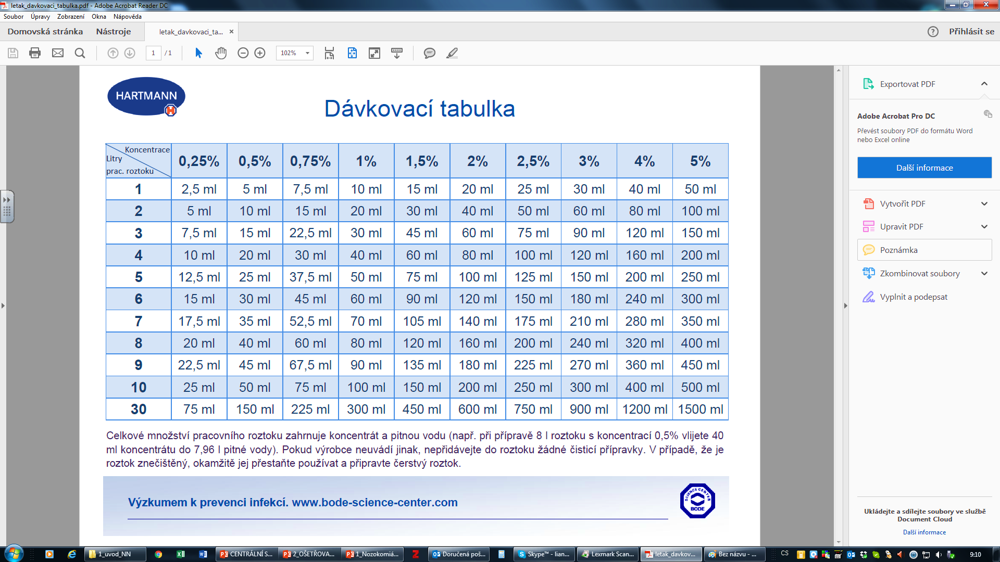 letak_davkovaci_tabulka.pdf - Adobe Acrobat Reader DC
Soubor Úpravy Zobrazení Okna Nápověda
Domovská stránka Nástroje letak_davkovaci_ta... × ? Přihlásit se
1 / 1 102%
HARTMANN
Dávkovací tabulka
Koncentrace
Litry
prac. roztoku
0,25% 0,5% 0,75% 1% 1,5% 2% 2,5% 3% 4% 5%
1 2,5 ml 5 ml 7,5 ml 10 ml 15 ml 20 ml 25 ml 30 ml 40 ml 50 ml
2 5 ml 10 ml 15 ml 20 ml 30 ml 40 ml 50 ml 60 ml 80 ml 100 ml
3 7,5 ml 15 ml 22,5 ml 30 ml 45 ml 60 ml 75 ml 90 ml 120 ml 150 ml
4 10 ml 20 ml 30 ml 40 ml 60 ml 80 ml 100 ml 120 ml 160 ml 200 ml
5 12,5 ml 25 ml 37,5 ml 50 ml 75 ml 100 ml 125 ml 150 ml 200 ml 250 ml
6 15 ml 30 ml 45 ml 60 ml 90 ml 120 ml 150 ml 180 ml 240 ml 300 ml
7 17,5 ml 35 ml 52,5 ml 70 ml 105 ml 140 ml 175 ml 210 ml 280 ml 350 ml
8 20 ml 40 ml 60 ml 80 ml 120 ml 160 ml 200 ml 240 ml 320 ml 400 ml
9 22,5 ml 45 ml 67,5 ml 90 ml 135 ml 180 ml 225 ml 270 ml 360 ml 450 ml
10 25 ml 50 ml 75 ml 100 ml 150 ml 200 ml 250 ml 300 ml 400 ml 500 ml
30 75 ml 150 ml 225 ml 300 ml 450 ml 600 ml 750 ml 900 ml 1200 ml 1500 ml
Celkové množství pracovního roztoku zahrnuje koncentrát a pitnou vodu (např. při přípravě 8 l roztoku s koncentrací 0,5% vlijete 40
ml koncentrátu do 7,96 l pitné vody). Pokud výrobce neuvádí jinak, nepřidávejte do roztoku žádné čisticí přípravky. V případě, že je
roztok znečištěný, okamžitě jej přestaňte používat a připravte čerstvý roztok.
Výzkumem k prevenci infekcí. www.bode-science-center.com
SCIENCE CENTER
BODE
Exportovat PDF
Adobe Acrobat Pro DC
Převést soubory PDF do formátu Word
nebo Excel online
Další informace
Vytvořit PDF
Upravit PDF
Poznámka
Zkombinovat soubory
Vyplnit a podepsat
Ukládejte a sdílejte soubory ve službě
Document Cloud
Další informace
1_uvod_NN CENTRÁLNÍ S... 2_OŠETŘOVA... 1_Nozokomiá... Doručená poš... Skype™ - lian... Lexmark Scan... letak_davkov... Bez názvu - ... CS 9:10